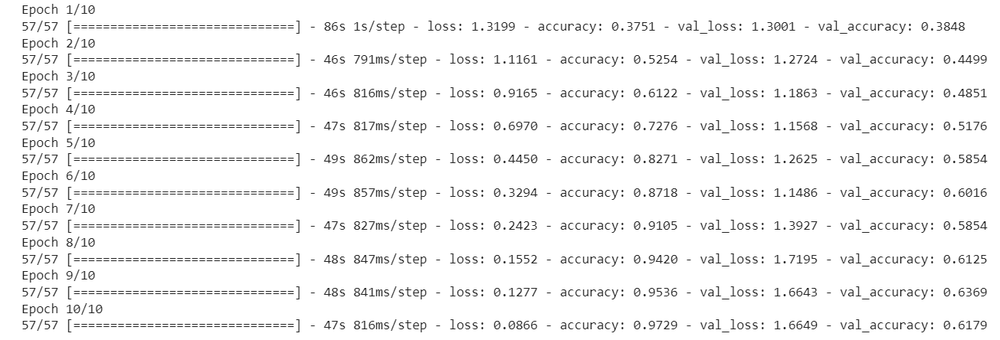 Epoch 1/10
57/57 [==============================] - 86s 1s/step - loss: 1.3199 - accuracy: 0.3751 - val_loss: 1.3001 - val_accuracy: 0.3848
Epoch 2/10
57/57 [==============================] - 46s 791ms/step - loss: 1.1161 - accuracy: 0.5254 - val_loss: 1.2724 - val_accuracy: 0.4499
Epoch 3/10
57/57 [==============================] - 46s 816ms/step - loss: 0.9165 - accuracy: 0.6122 - val_loss: 1.1863 - val_accuracy: 0.4851
Epoch 4/10
57/57 [==============================] - 47s 817ms/step - loss: 0.6970 - accuracy: 0.7276 - val_loss: 1.1568 - val_accuracy: 0.5176
Epoch 5/10
57/57 [==============================] - 49s 862ms/step - loss: 0.4450 - accuracy: 0.8271 - val_loss: 1.2625 - val_accuracy: 0.5854
Epoch 6/10
57/57 [==============================] - 49s 857ms/step - loss: 0.3294 - accuracy: 0.8718 - val_loss: 1.1486 - val_accuracy: 0.6016
Epoch 7/10
57/57 [==============================] - 47s 827ms/step - loss: 0.2423 - accuracy: 0.9105 - val_loss: 1.3927 - val_accuracy: 0.5854
Epoch 8/10
57/57 [==============================] - 48s 847ms/step - loss: 0.1552 - accuracy: 0.9420 - val_loss: 1.7195 - val_accuracy: 0.6125
Epoch 9/10
57/57 [==============================] - 48s 841ms/step - loss: 0.1277 - accuracy: 0.9536 - val_loss: 1.6643 - val_accuracy: 0.6369
Epoch 10/10
57/57 [==============================] - 47s 816ms/step - loss: 0.0866 - accuracy: 0.9729 - val_loss: 1.6649 - val_accuracy: 0.6179